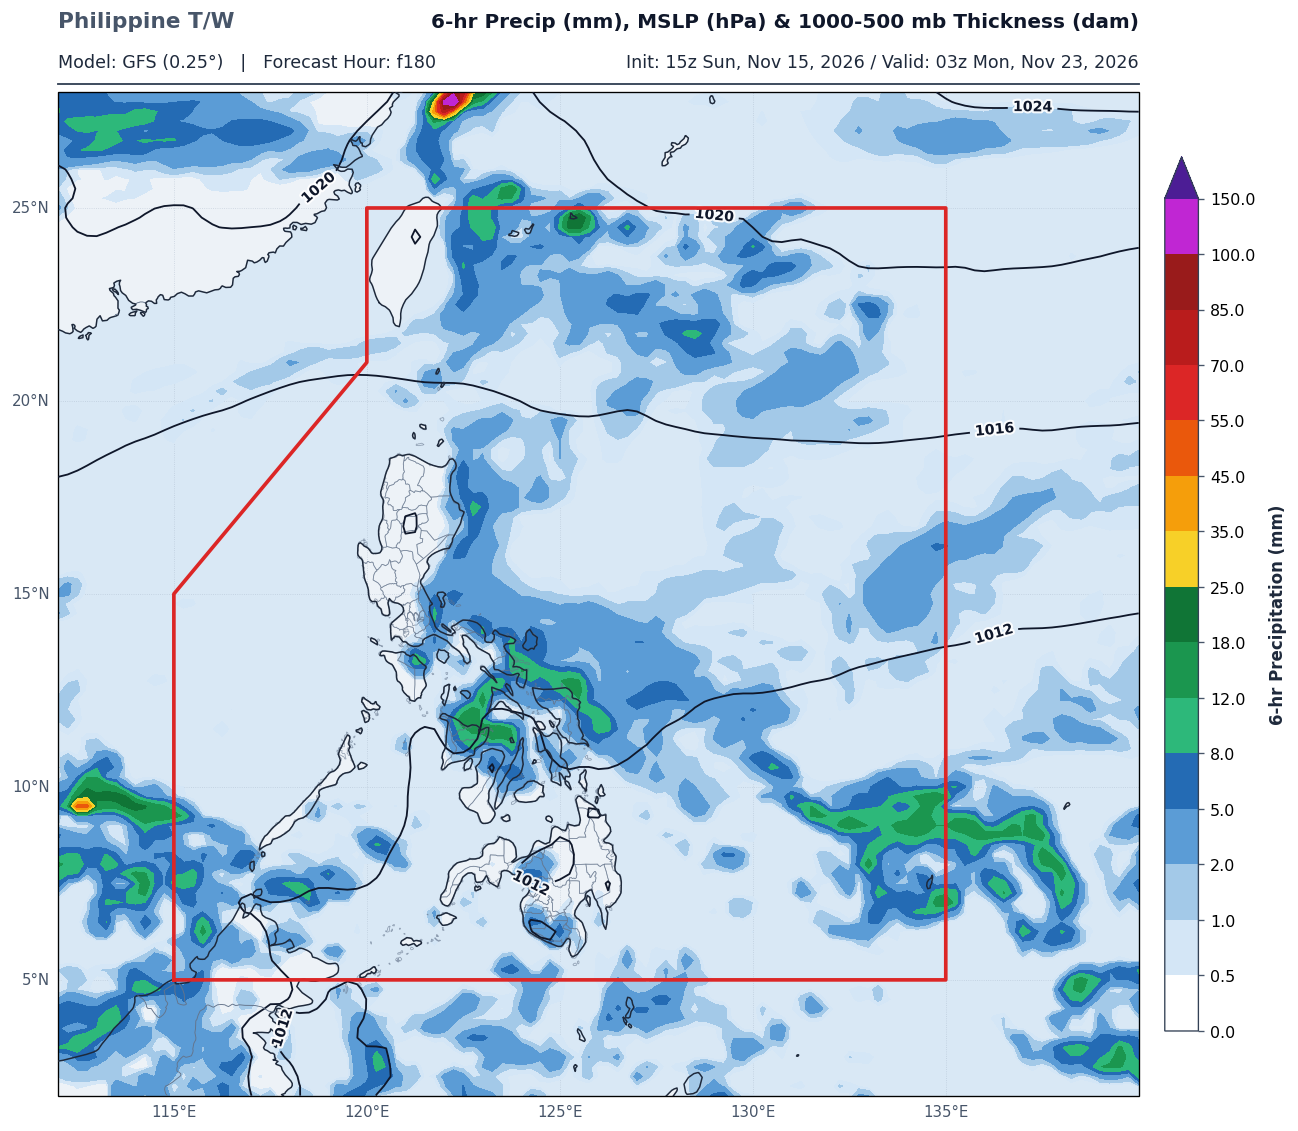 Philippine T/W
6-hr Precip (mm), MSLP (hPa) & 1000-500 mb Thickness (dam)
Model: GFS (0.25°)   |   Forecast Hour: f180
Init: 15z Sun, Nov 15, 2026 / Valid: 03z Mon, Nov 23, 2026
1024
1020
1020
1016
1012
1012
1012
25°N
20°N
15°N
10°N
5°N
115°E
120°E
125°E
130°E
135°E
150.0
100.0
85.0
70.0
55.0
45.0
35.0
25.0
18.0
12.0
8.0
5.0
2.0
1.0
0.5
0.0
6-hr Precipitation (mm)